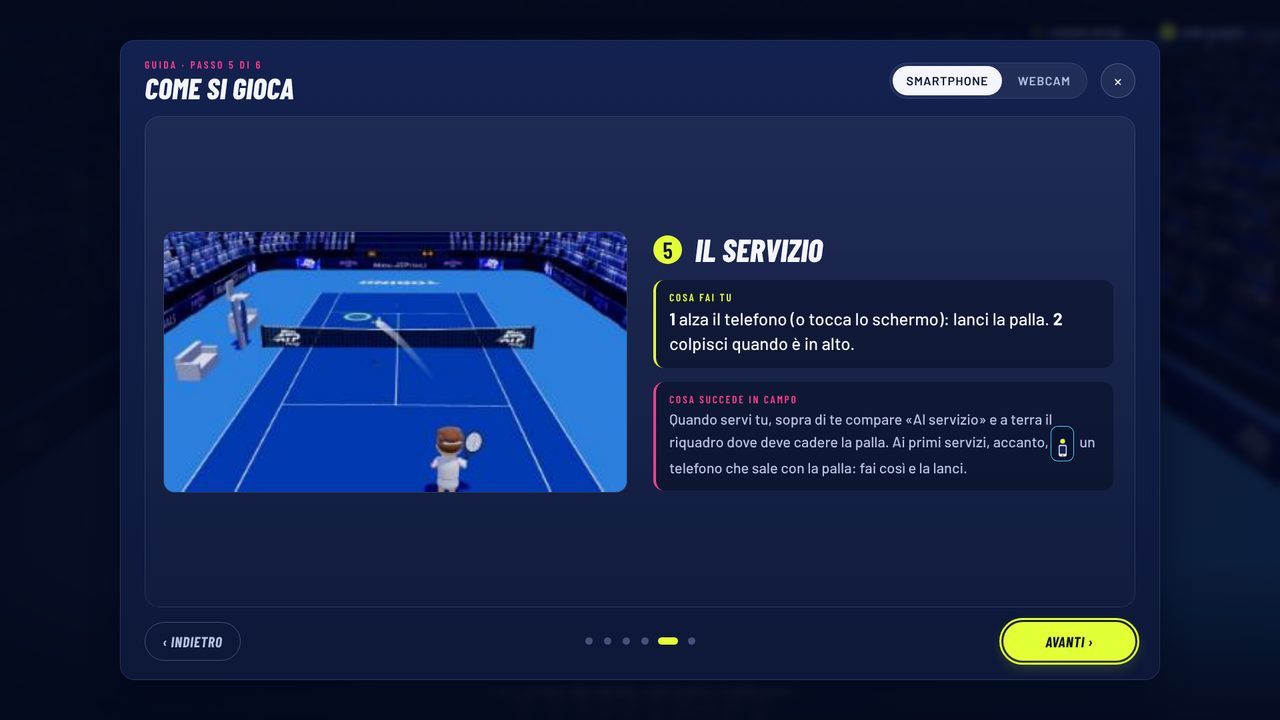 GUIDA · PASSO 5 DI 6
COME SI GIOCA
SMARTPHONE
WEBCAM
×
UNIPOL
ATP
ATP
5
IL SERVIZIO
COSA FAI TU
1 alza il telefono (o tocca lo schermo): lanci la palla. 2
colpisci quando è in alto.
COSA SUCCEDE IN CAMPO
Quando servi tu, sopra di te compare «Al servizio» e a terra il
riquadro dove deve cadere la palla. Ai primi servizi, accanto, un
telefono che sale con la palla: fai così e la lanci.
‹ INDIETRO
AVANTI ›